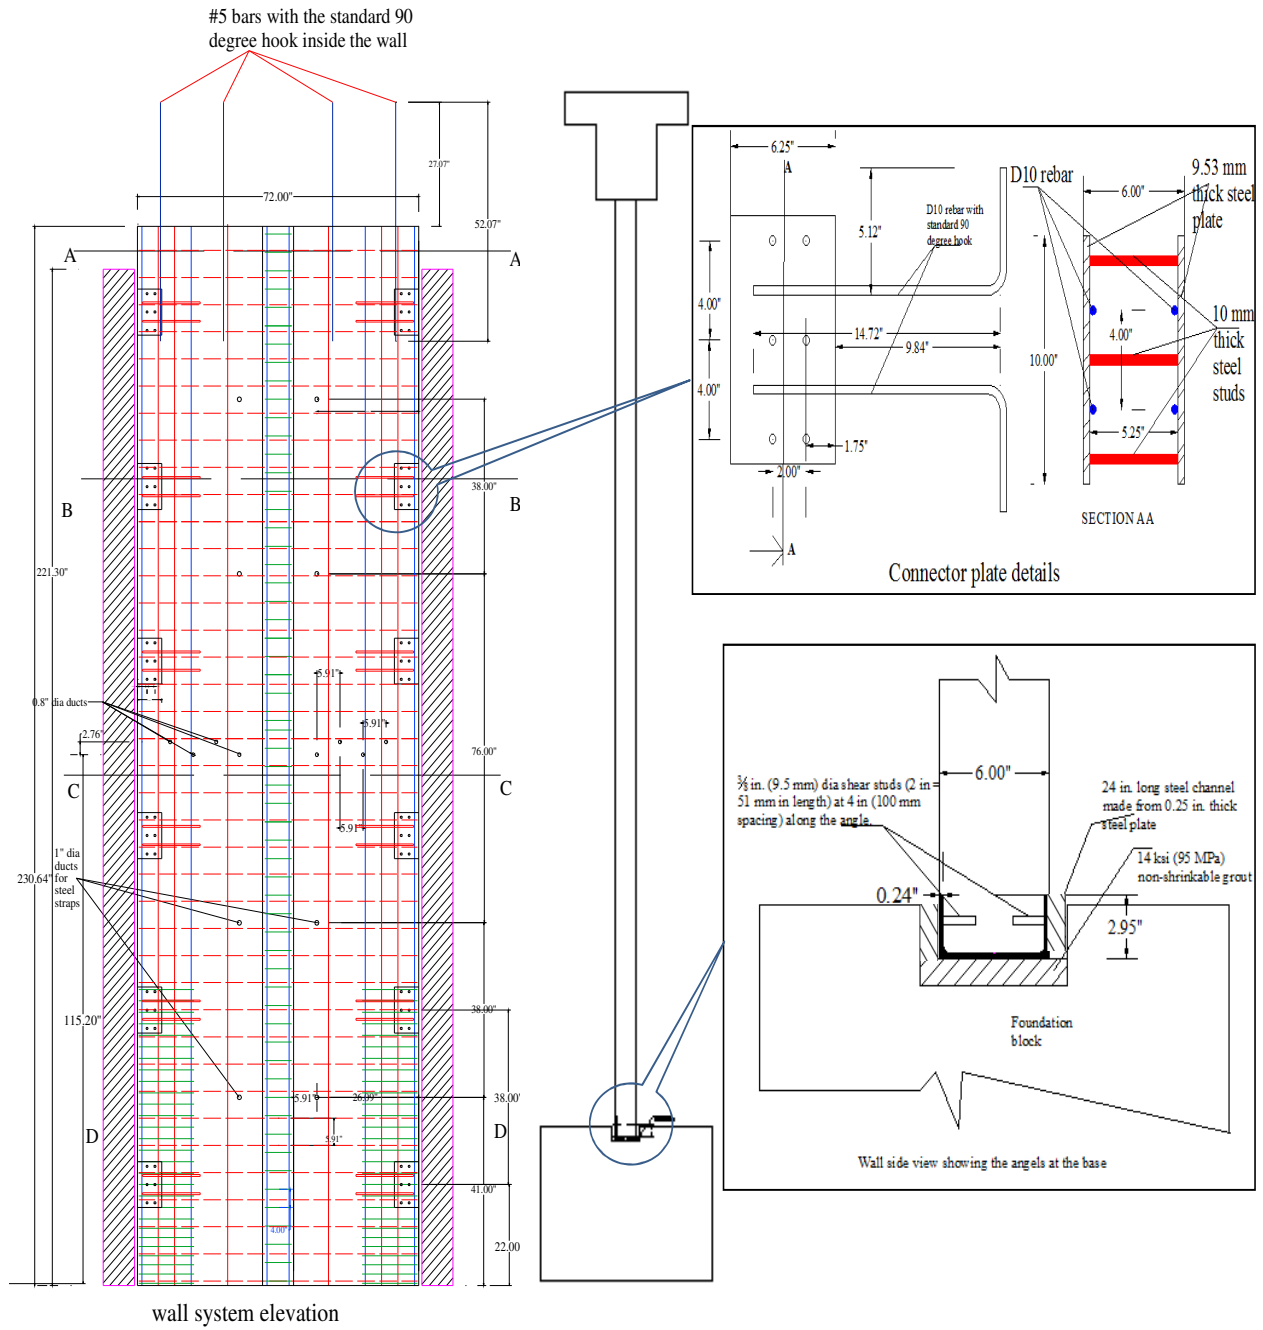 #5 bars with the standard 90
degree hook inside the wall
27.07"
72.00"
52.07"
A
A
38.00"
B
B
221.30"
5.91"
0.8" dia ducts
5.91"
2.76"
76.00"
C
C
5.91"
1" dia
ducts
for
steel
straps
230.64"
38.00"
115.20"
5.91"
26.09"
38.00'
D
D
5.91"
41.00"
4.00"
22.00
wall system elevation
6.25"
A
D10 rebar
9.53 mm
thick steel
plate
6.00"
D10 rebar with
standard 90
degree hook
5.12"
4.00"
14.72"
9.84"
4.00"
10.00"
4.00"
10 mm
thick
steel
studs
1.75"
2.00"
5.25"
SECTION AA
A
Connector plate details
6.00"
⅜ in. (9.5 mm) dia shear studs (2 in =
51 mm in length) at 4 in (100 mm
spacing) along the angle.
24 in. long steel channel
made from 0.25 in. thick
steel plate
14 ksi (95 MPa)
non-shrinkable grout
0.24"
2.95"
Foundation
block
Wall side view showing the angels at the base